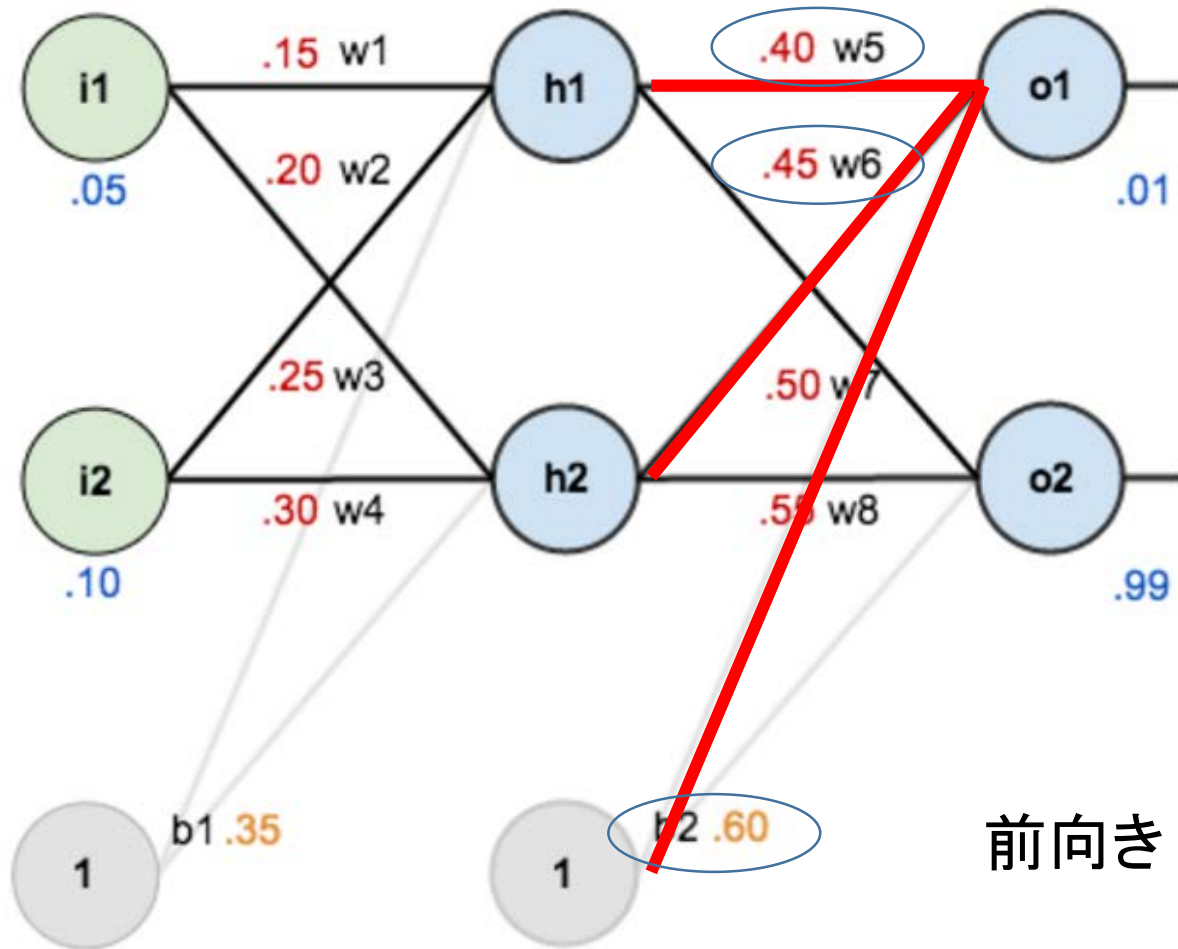 i1
.15 w1
h1
.40 w5
o1
.05
.20 w2
.45 w6
.01
.25 w3
.50 w7
i2
.30 w4
h2
.55 w8
o2
.10
.99
b1 .35
b2 .60
1
1
前向き